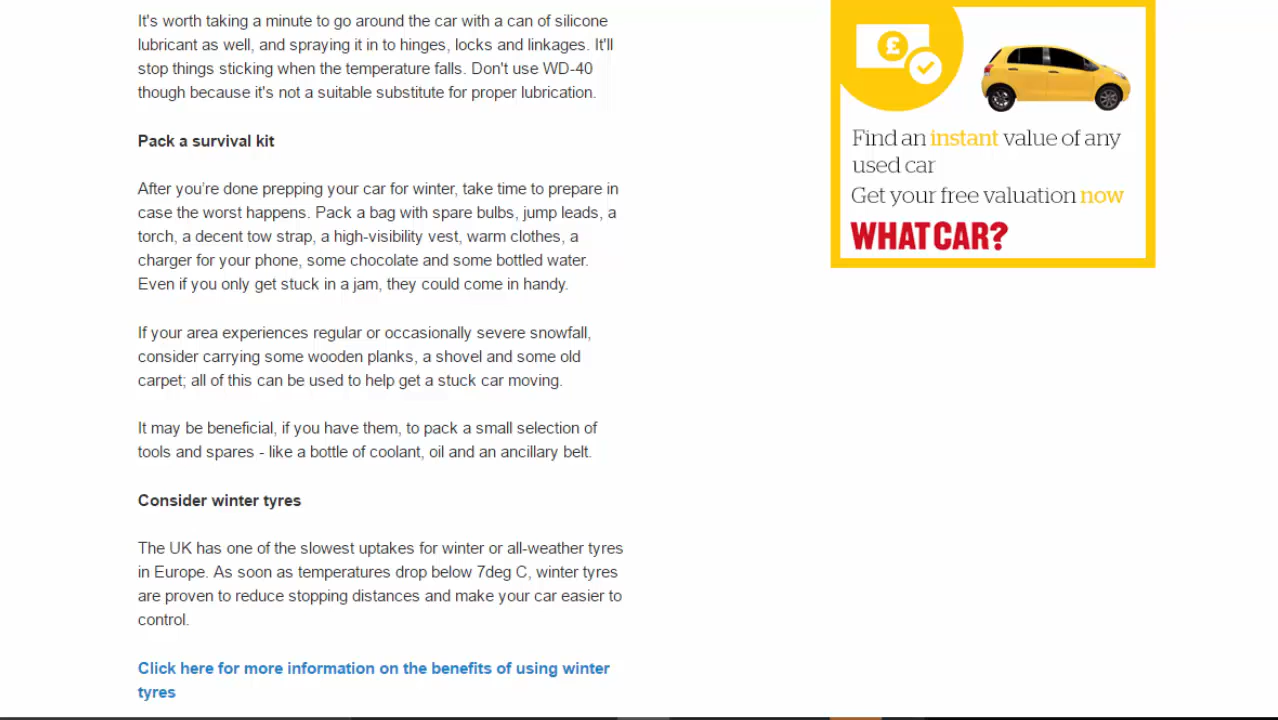 It's worth taking a minute to go around the car with a can of silicone
lubricant as well, and spraying it in to hinges, locks and linkages. It'll
stop things sticking when the temperature falls. Don't use WD-40
though because it's not a suitable substitute for proper lubrication.
Pack a survival kit
After you're done prepping your car for winter, take time to prepare in
case the worst happens. Pack a bag with spare bulbs, jump leads, a
torch, a decent tow strap, a high-visibility vest, warm clothes, a
charger for your phone, some chocolate and some bottled water.
Even if you only get stuck in a jam, they could come in handy.
If your area experiences regular or occasionally severe snowfall,
consider carrying some wooden planks, a shovel and some old
carpet; all of this can be used to help get a stuck car moving.
It may be beneficial, if you have them, to pack a small selection of
tools and spares - like a bottle of coolant, oil and an ancillary belt.
Consider winter tyres
The UK has one of the slowest uptakes for winter or all-weather tyres
in Europe. As soon as temperatures drop below 7deg C, winter tyres
are proven to reduce stopping distances and make your car easier to
control.
Click here for more information on the benefits of using winter
tyres
£
Find an instant value of any
used car
Get your free valuation now
WHAT CAR?